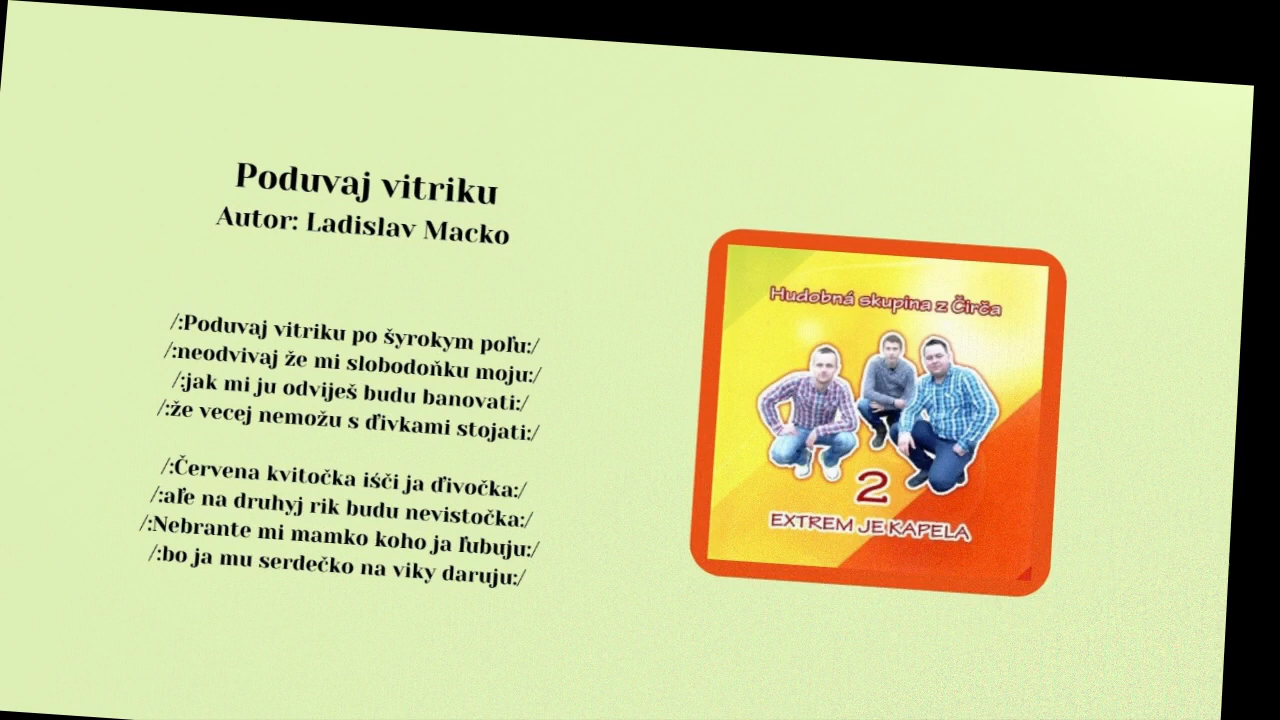 Poduvaj vitriku
Autor: Ladislav Macko
/:Poduvaj vitriku po šyrokym poľu:/
/:neodvivaj že mi slobodoňku moju:/
/:jak mi ju odviješ budu banovati:/
/:že vecej nemožu s ďivkami stojati:/
/:Červena kvitočka iśči ja ďivočka:/
/:aľe na druhyj rik budu nevistočka:/
/:Nebrante mi mamko koho ja ľubuju:/
/:bo ja mu serdečko na viky daruju:/
Hudobná skupina z Čirča
2
EXTREM JE KAPELA